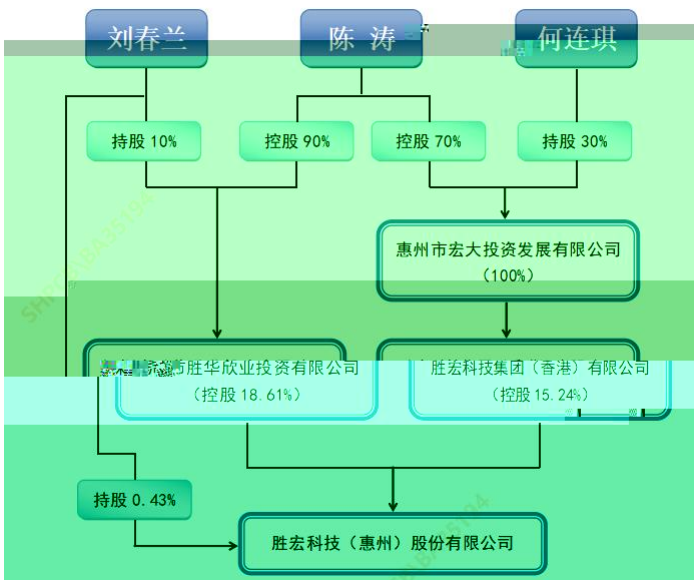 刘春兰
陈 涛
何连琪
持股 10%
控股 90%
控股 70%
持股 30%
惠州市宏大投资发展有限公司
（100%）
市胜华欣业投资有限公司
（控股 18.61%）
胜宏科技集团（香港）有限公司
（控股 15.24%）
持股 0.43%
胜宏科技（惠州）股份有限公司